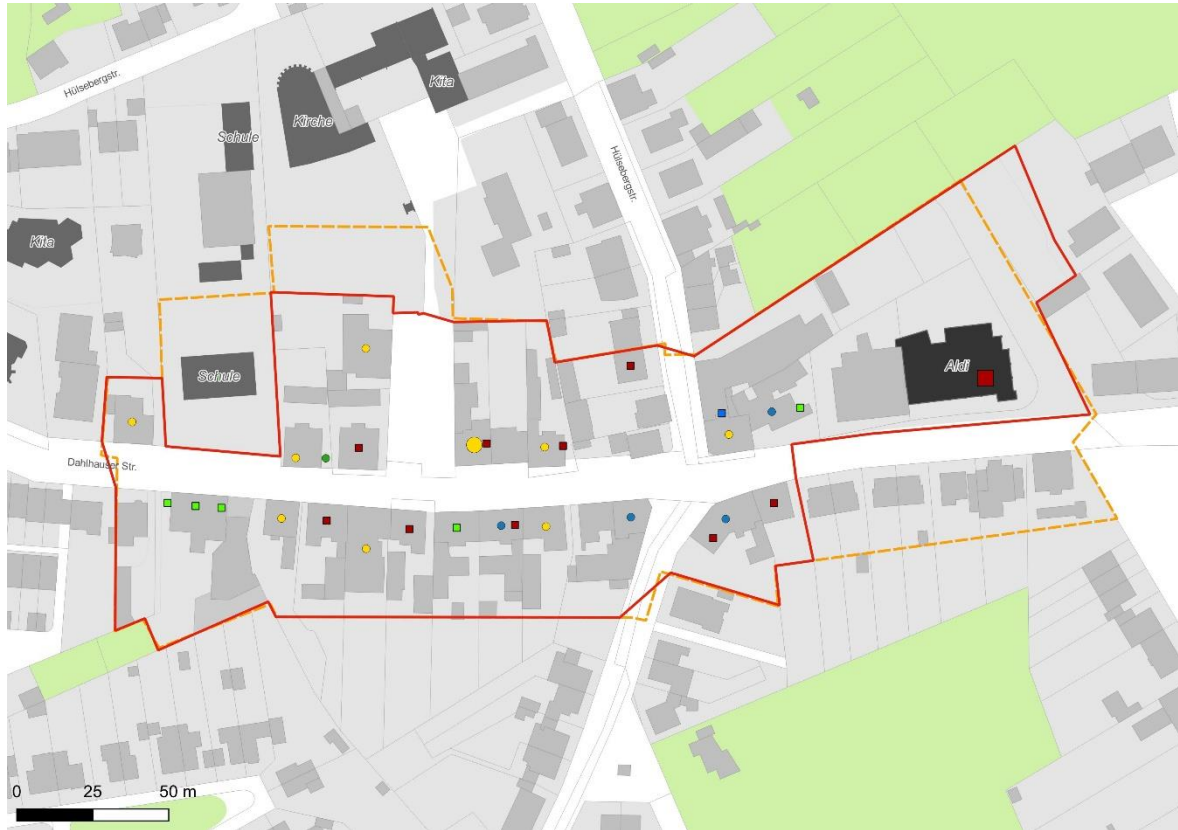 Hülsebergstr.
Kita
Schule
Kirche
Hülsebergstr.
Kita
Aldi
Schule
Dahlhauser Str.
0 25 50 m